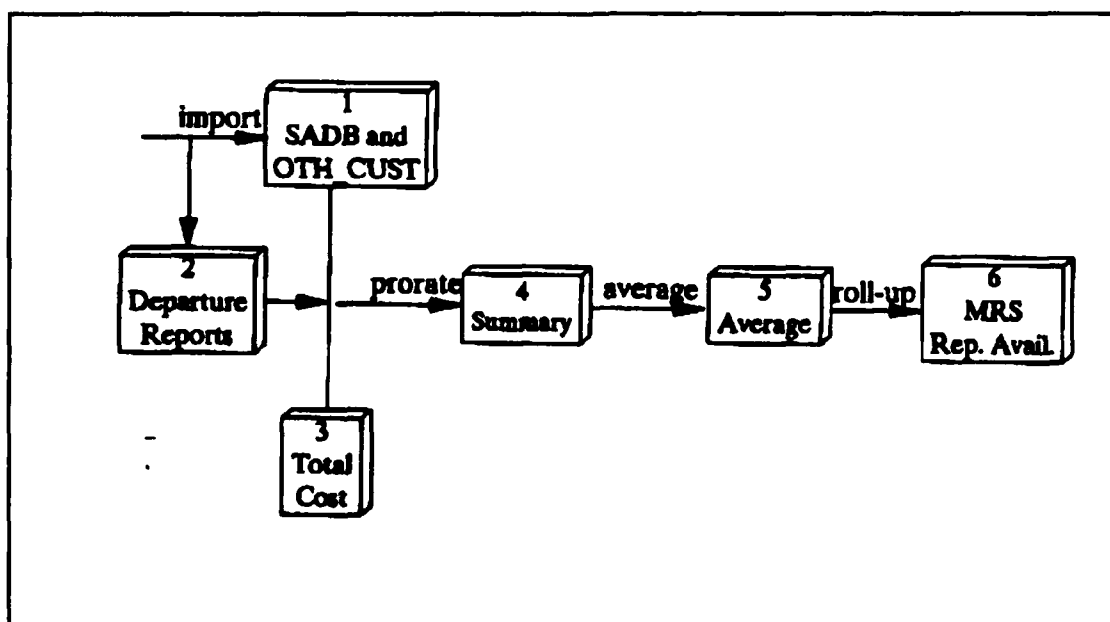 import
1
SADB and
OTH_CUST
2
Departure
Reports
prorate
4
Summary
average
5
Average
roll-up
6
MRS
Rep. Avail.
3
Total
Cost